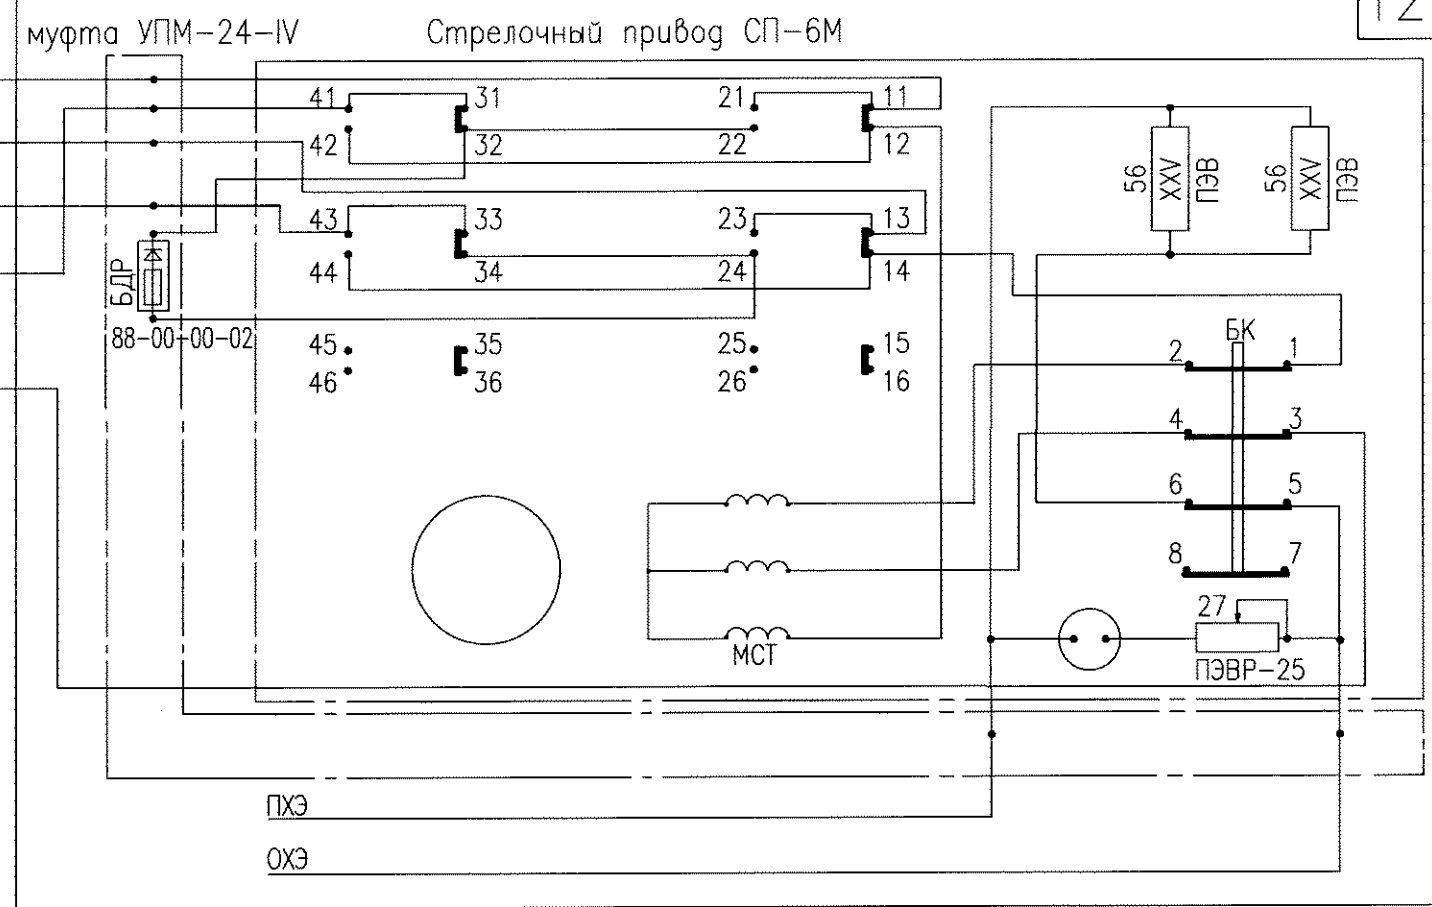 муфта УПМ-24-IV
Стрелочный привод СП-6М
12
41 31 21 11
42 32 22 12
56 XXV ПЭВ
56 XXV ПЭВ
43 33 23 13
44 34 24 14
БДР
88-00-00-02
45 35 25 15
46 36 26 16
БК
2 1
4 3
6 5
8 7
27
МСТ
ПЭВР-25
ПХЭ
ОХЭ